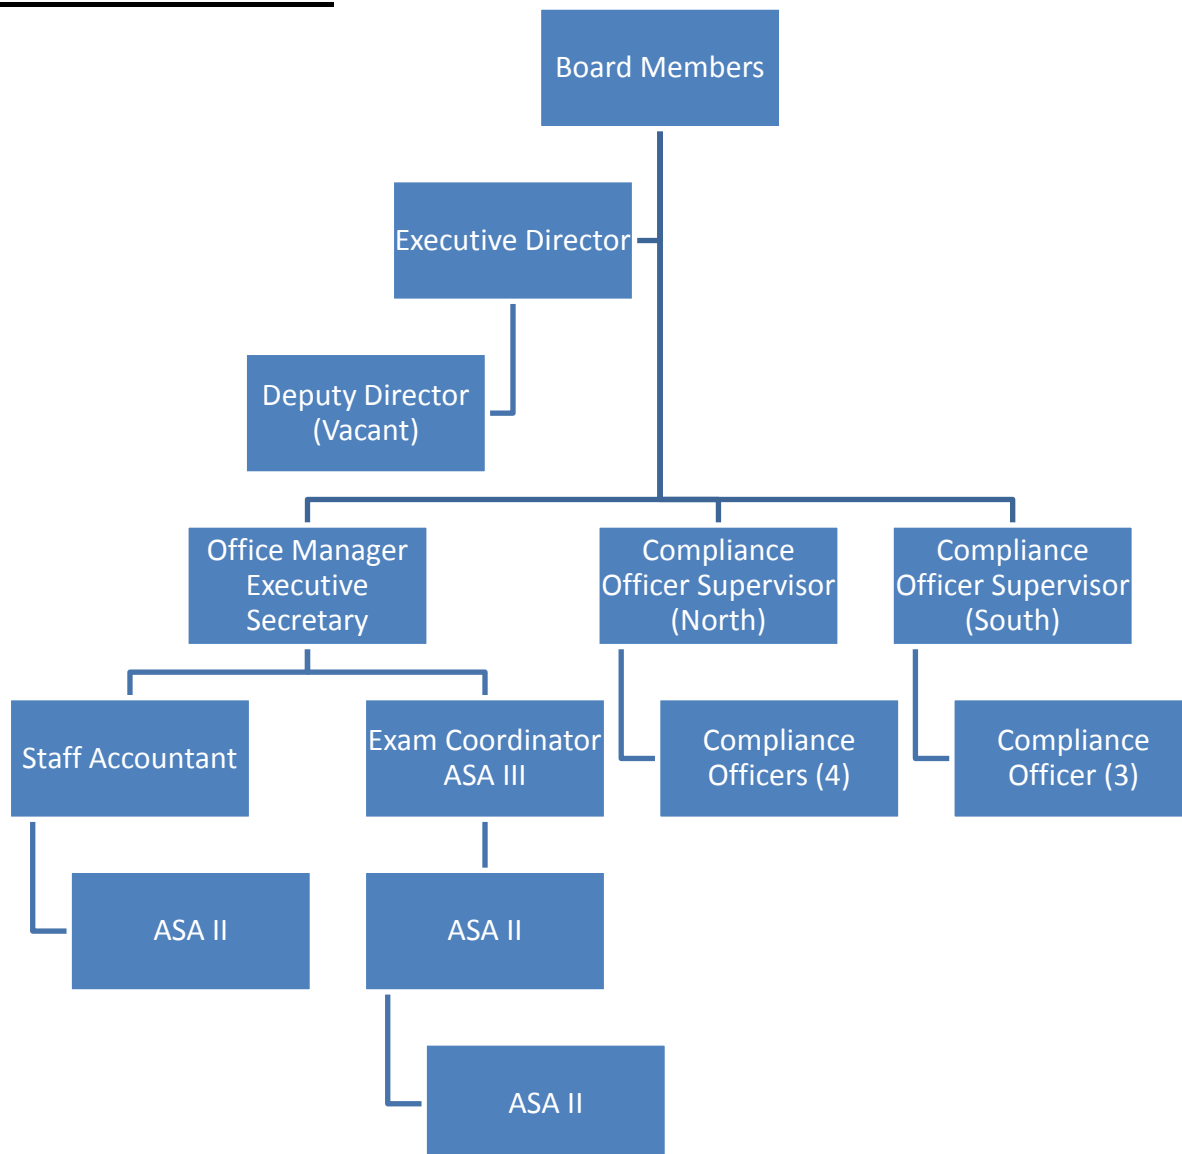 Board Members
Executive Director
Deputy Director
(Vacant)
Office Manager
Executive
Secretary
Compliance
Officer Supervisor
(North)
Compliance
Officer Supervisor
(South)
Staff Accountant
Exam Coordinator
ASA III
Compliance
Officers (4)
Compliance
Officer (3)
ASA II
ASA II
ASA II